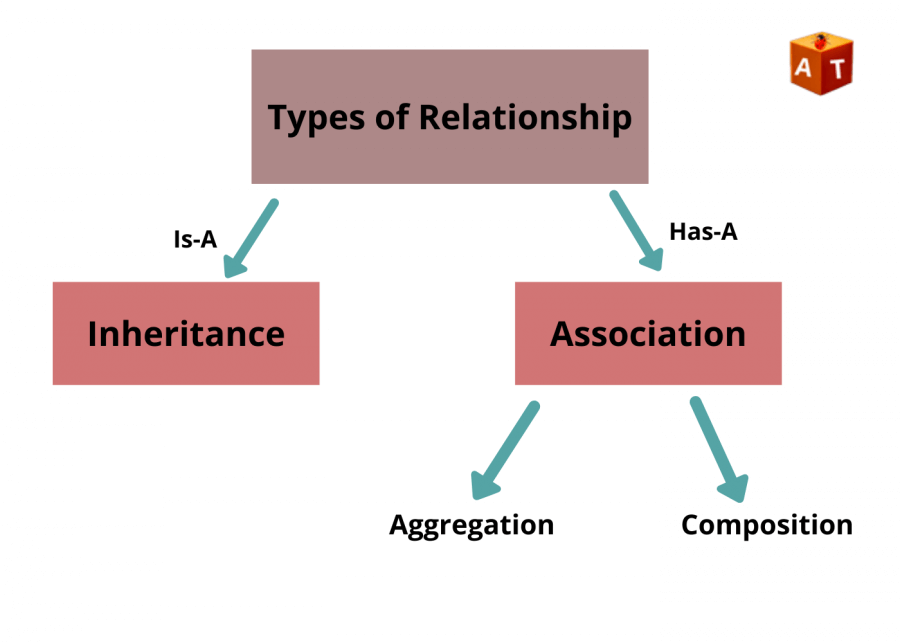 A T
Types of Relationship
Is-A
Has-A
Inheritance
Association
Aggregation
Composition